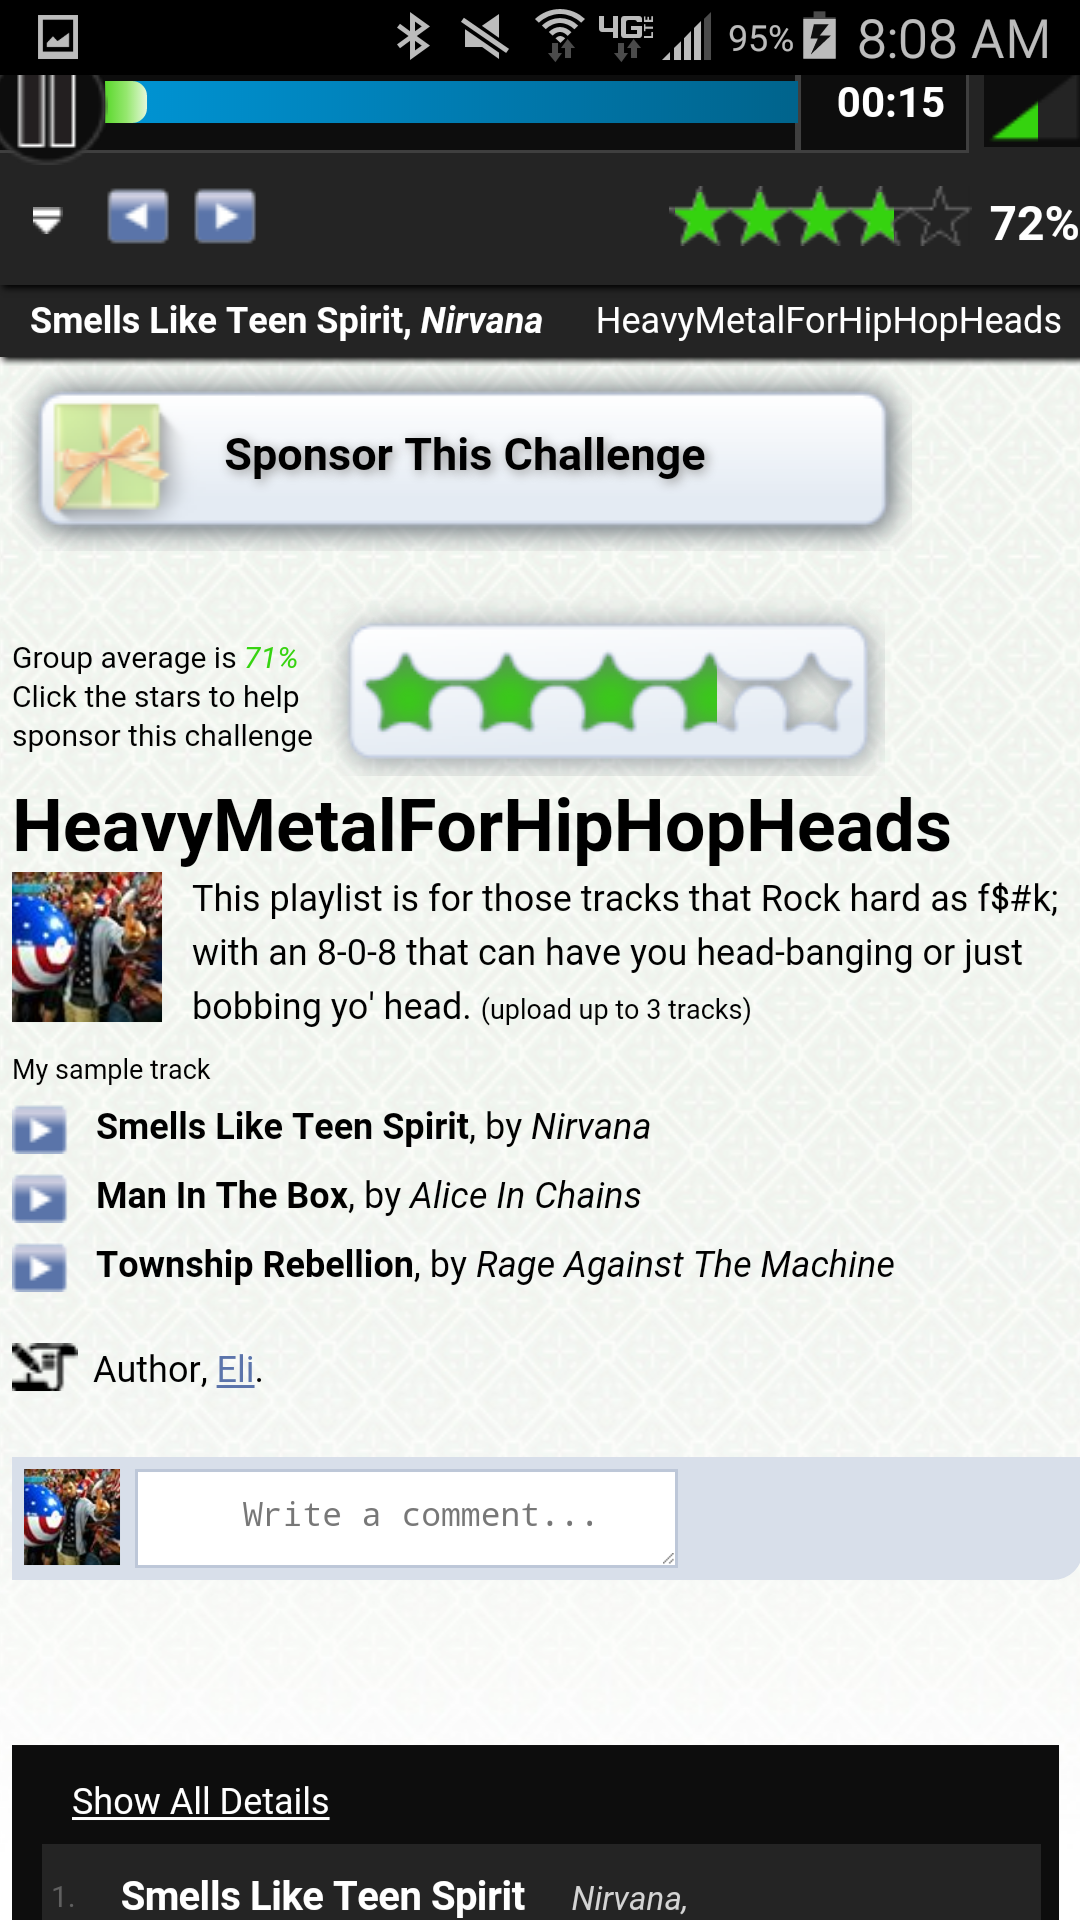 4G LTE 95% 8:08 AM
00:15
72%
Smells Like Teen Spirit, Nirvana HeavyMetalForHipHopHeads
Sponsor This Challenge
Group average is 71%
Click the stars to help
sponsor this challenge
HeavyMetalForHipHopHeads
This playlist is for those tracks that Rock hard as f$#k;
with an 8-0-8 that can have you head-banging or just
bobbing yo' head. (upload up to 3 tracks)
My sample track
Smells Like Teen Spirit, by Nirvana
Man In The Box, by Alice In Chains
Township Rebellion, by Rage Against The Machine
Author, Eli.
Write a comment...
Show All Details
1. Smells Like Teen Spirit Nirvana,